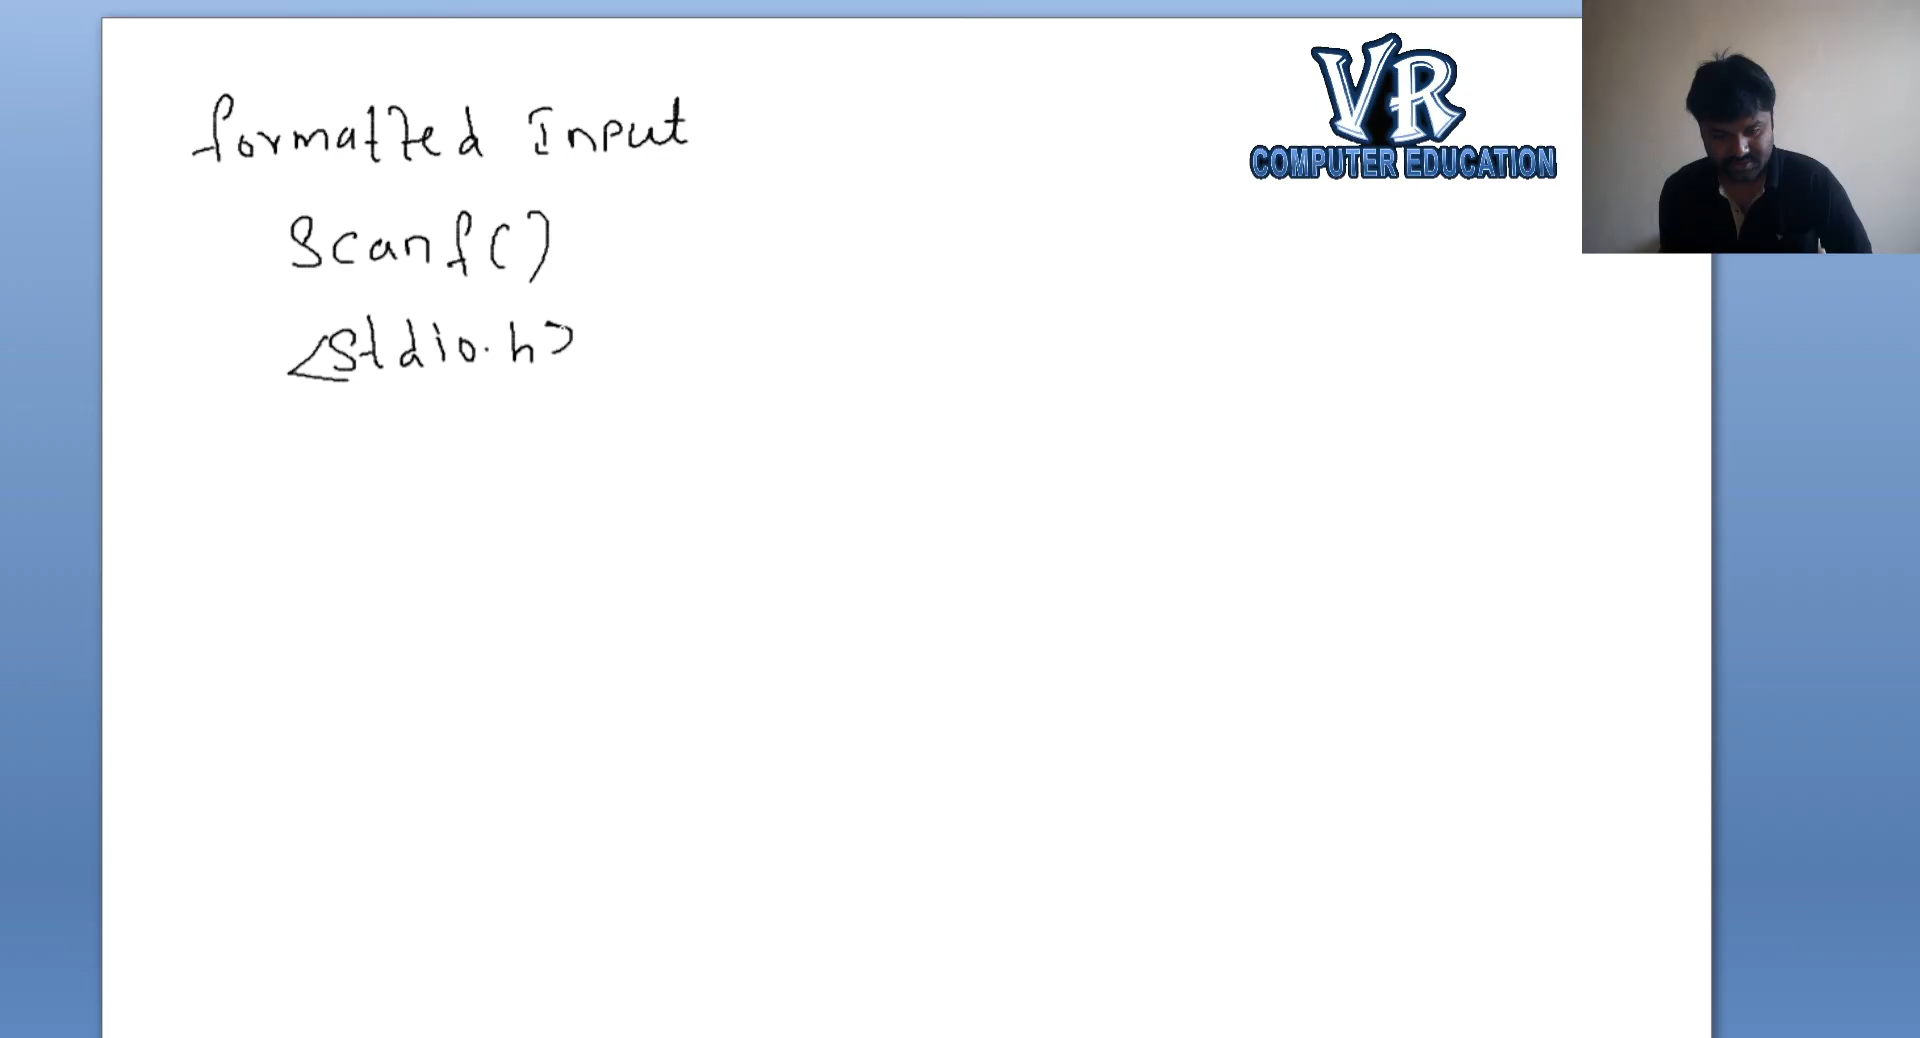 formatted Input
VR
COMPUTER EDUCATION
Scanf()
<stdio.h>